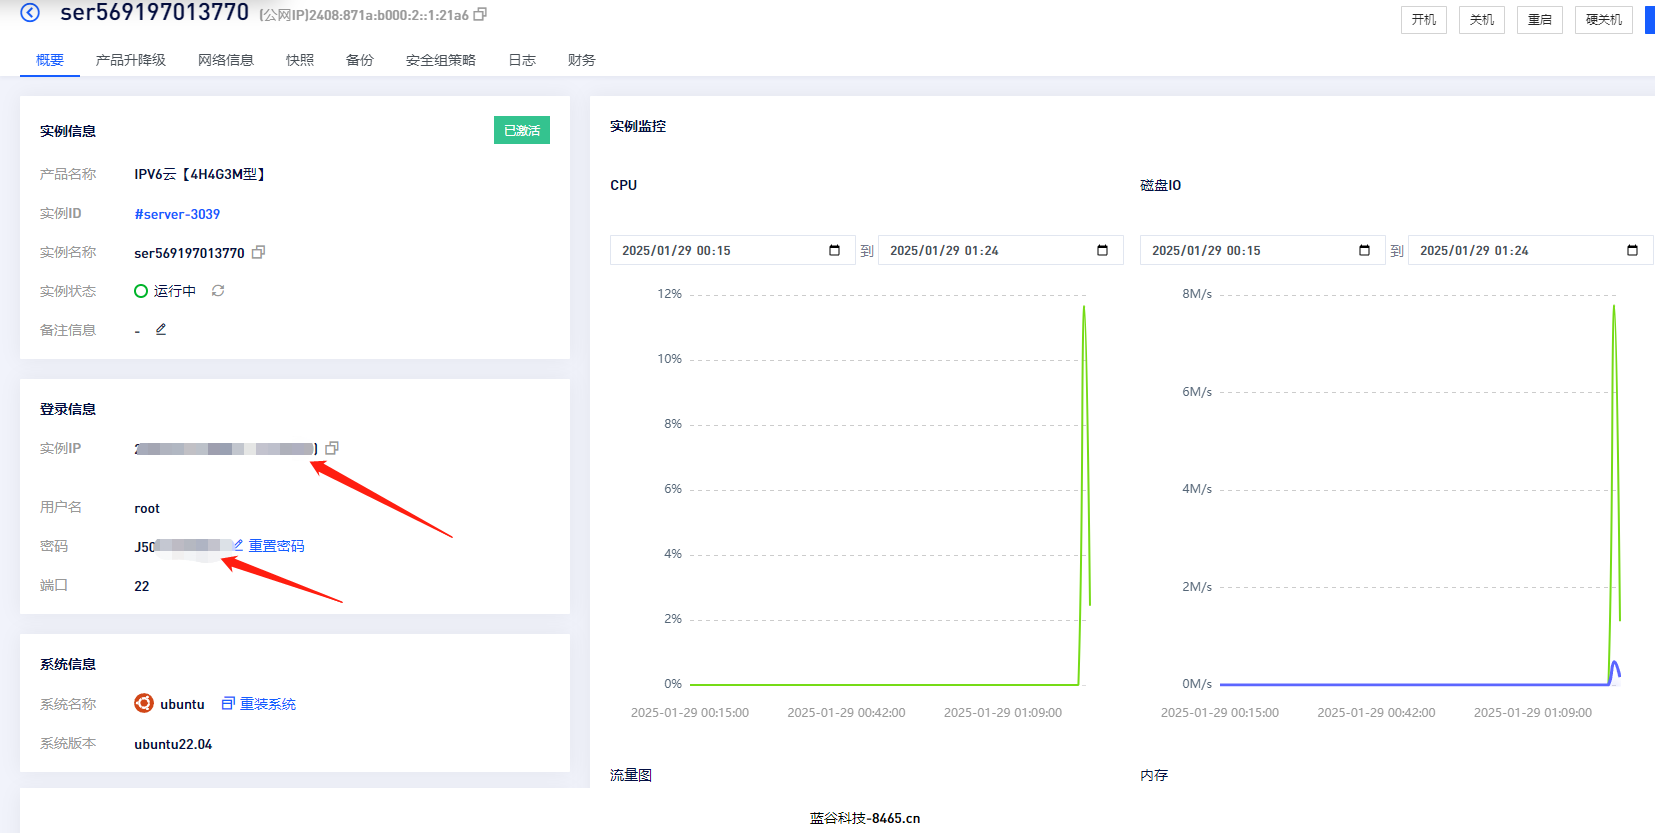 ser569197013770 (公网IP)2408:871a:b000:2::1:21a6
开机 关机 重启 硬关机
概要 产品升降级 网络信息 快照 备份 安全组策略 日志 财务
实例信息 已激活
产品名称 IPV6云【4H4G3M型】
实例ID #server-3039
实例名称 ser569197013770
实例状态 运行中
备注信息 -
登录信息
实例IP 2
用户名 root
密码 J50 重置密码
端口 22
系统信息
系统名称 ubuntu 重装系统
系统版本 ubuntu22.04
实例监控
CPU
2025/01/29 00:15 到 2025/01/29 01:24
12%
10%
8%
6%
4%
2%
0%
2025-01-29 00:15:00 2025-01-29 00:42:00 2025-01-29 01:09:00
磁盘IO
2025/01/29 00:15 到 2025/01/29 01:24
8M/s
6M/s
4M/s
2M/s
0M/s
2025-01-29 00:15:00 2025-01-29 00:42:00 2025-01-29 01:09:00
流量图
内存
蓝谷科技-8465.cn